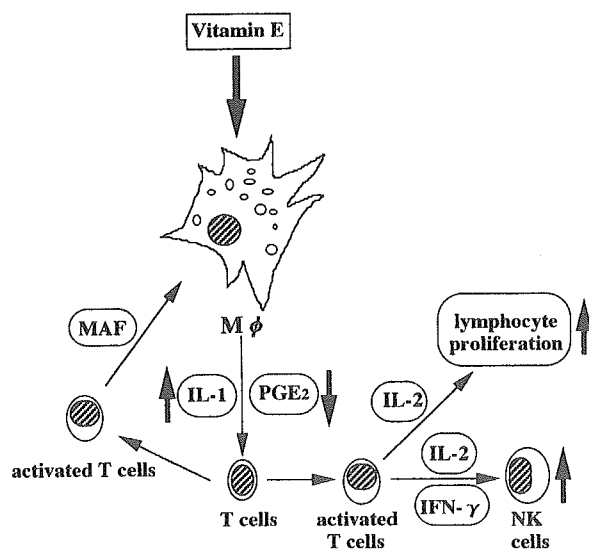 Vitamin E
Mϕ
MAF
IL-1
PGE2
lymphocyte
proliferation
IL-2
IL-2
IFN-γ
activated T cells
T cells
activated
T cells
NK
cells